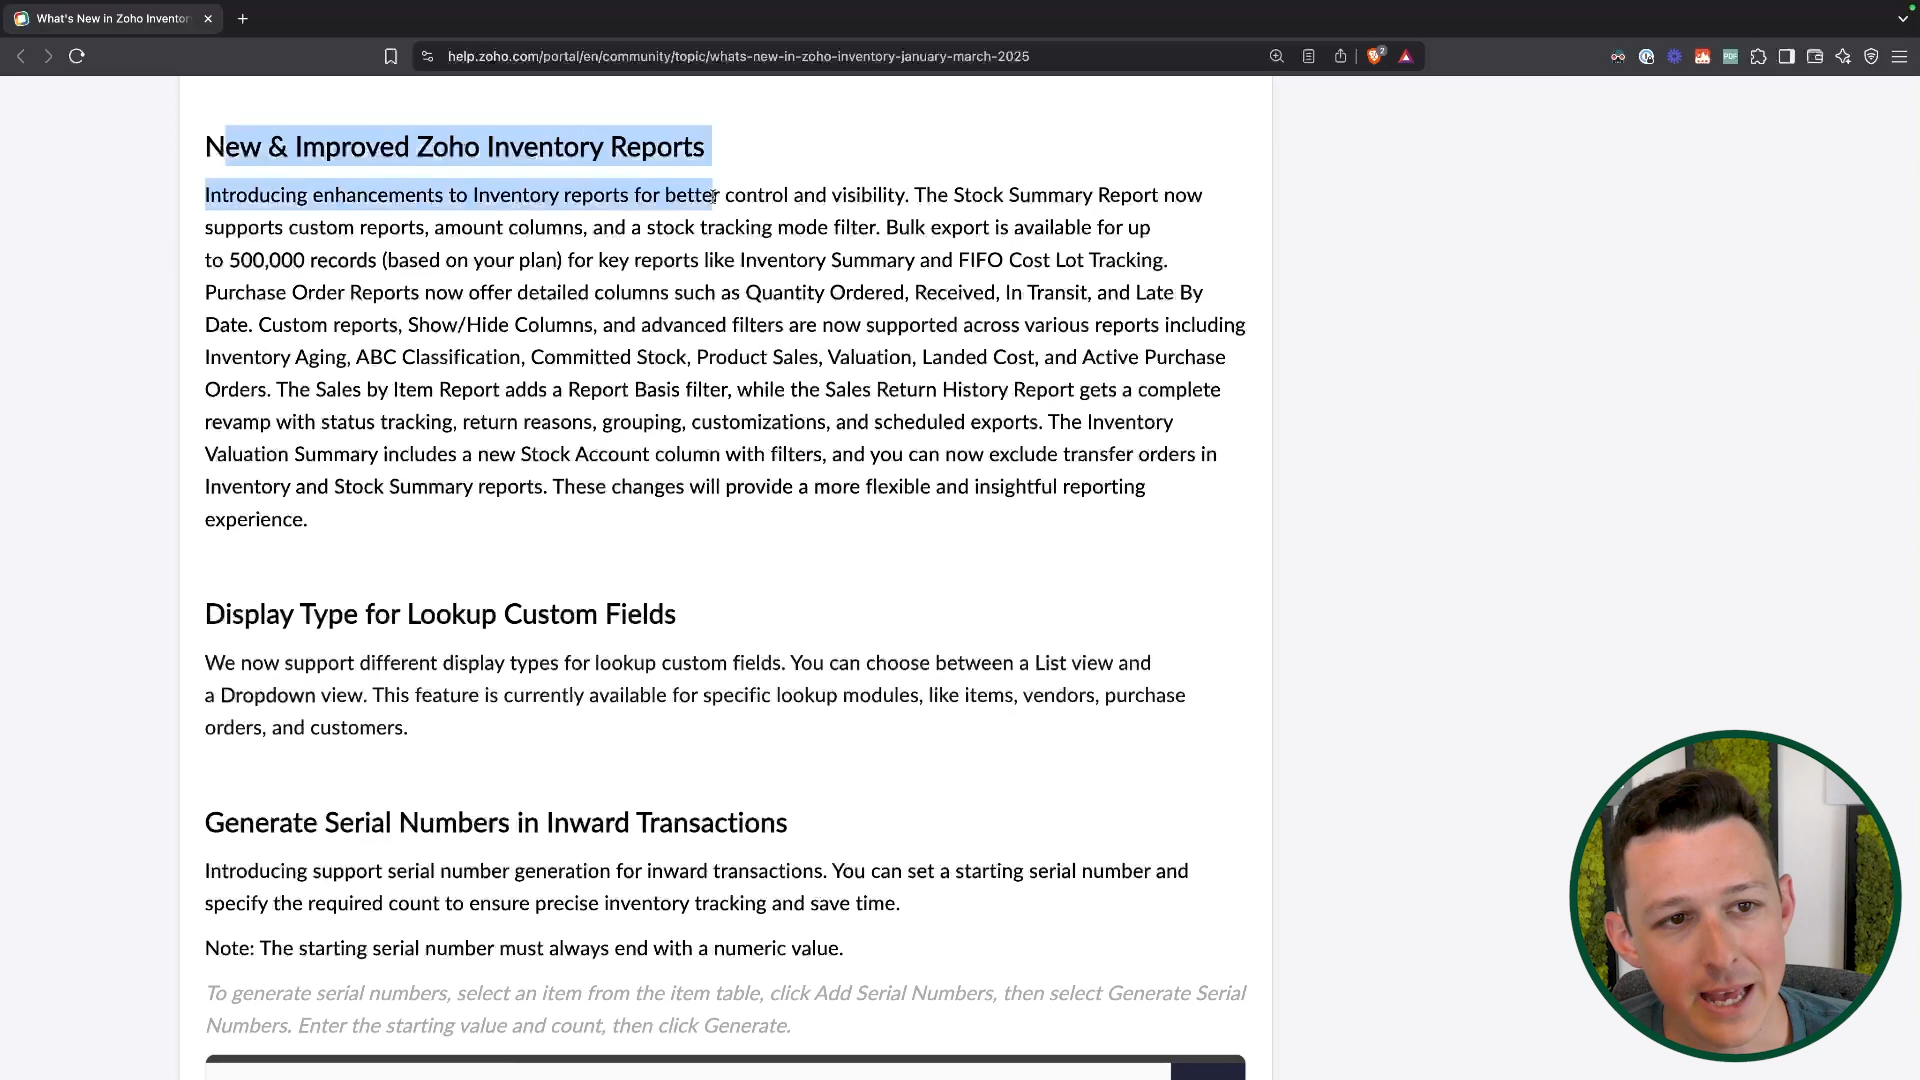 What's New in Zoho Inventor
help.zoho.com/portal/en/community/topic/whats-new-in-zoho-inventory-january-march-2025
2
PDF
New & Improved Zoho Inventory Reports
Introducing enhancements to Inventory reports for better control and visibility. The Stock Summary Report now
supports custom reports, amount columns, and a stock tracking mode filter. Bulk export is available for up
to 500,000 records (based on your plan) for key reports like Inventory Summary and FIFO Cost Lot Tracking.
Purchase Order Reports now offer detailed columns such as Quantity Ordered, Received, In Transit, and Late By
Date. Custom reports, Show/Hide Columns, and advanced filters are now supported across various reports including
Inventory Aging, ABC Classification, Committed Stock, Product Sales, Valuation, Landed Cost, and Active Purchase
Orders. The Sales by Item Report adds a Report Basis filter, while the Sales Return History Report gets a complete
revamp with status tracking, return reasons, grouping, customizations, and scheduled exports. The Inventory
Valuation Summary includes a new Stock Account column with filters, and you can now exclude transfer orders in
Inventory and Stock Summary reports. These changes will provide a more flexible and insightful reporting
experience.
Display Type for Lookup Custom Fields
We now support different display types for lookup custom fields. You can choose between a List view and
a Dropdown view. This feature is currently available for specific lookup modules, like items, vendors, purchase
orders, and customers.
Generate Serial Numbers in Inward Transactions
Introducing support serial number generation for inward transactions. You can set a starting serial number and
specify the required count to ensure precise inventory tracking and save time.
Note: The starting serial number must always end with a numeric value.
To generate serial numbers, select an item from the item table, click Add Serial Numbers, then select Generate Serial
Numbers. Enter the starting value and count, then click Generate.